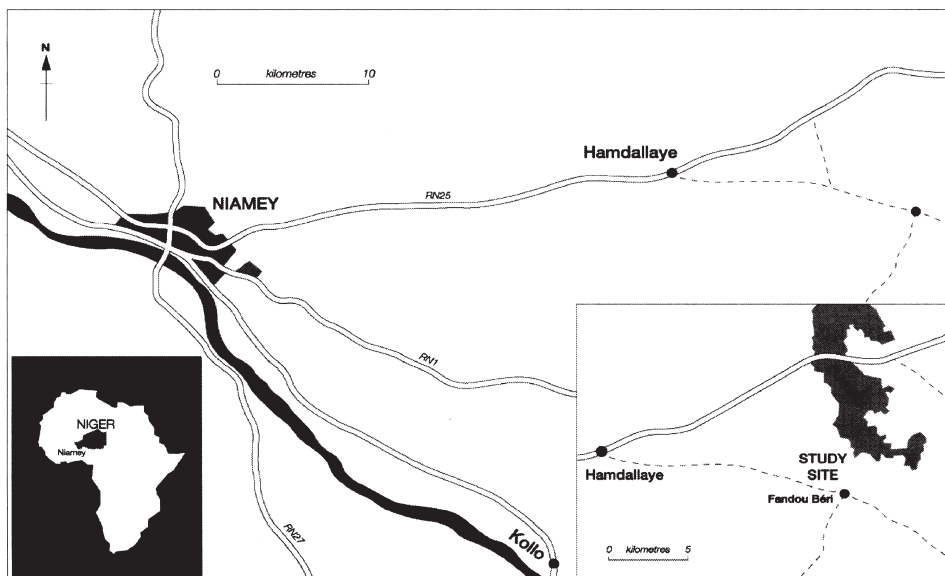 N
0 kilometres 10
Hamdallaye
NIAMEY
RN25
RN1
NIGER
Niamey
RN27
Kollo
Hamdallaye
STUDY
SITE
Fandou Béri
0 kilometres 5